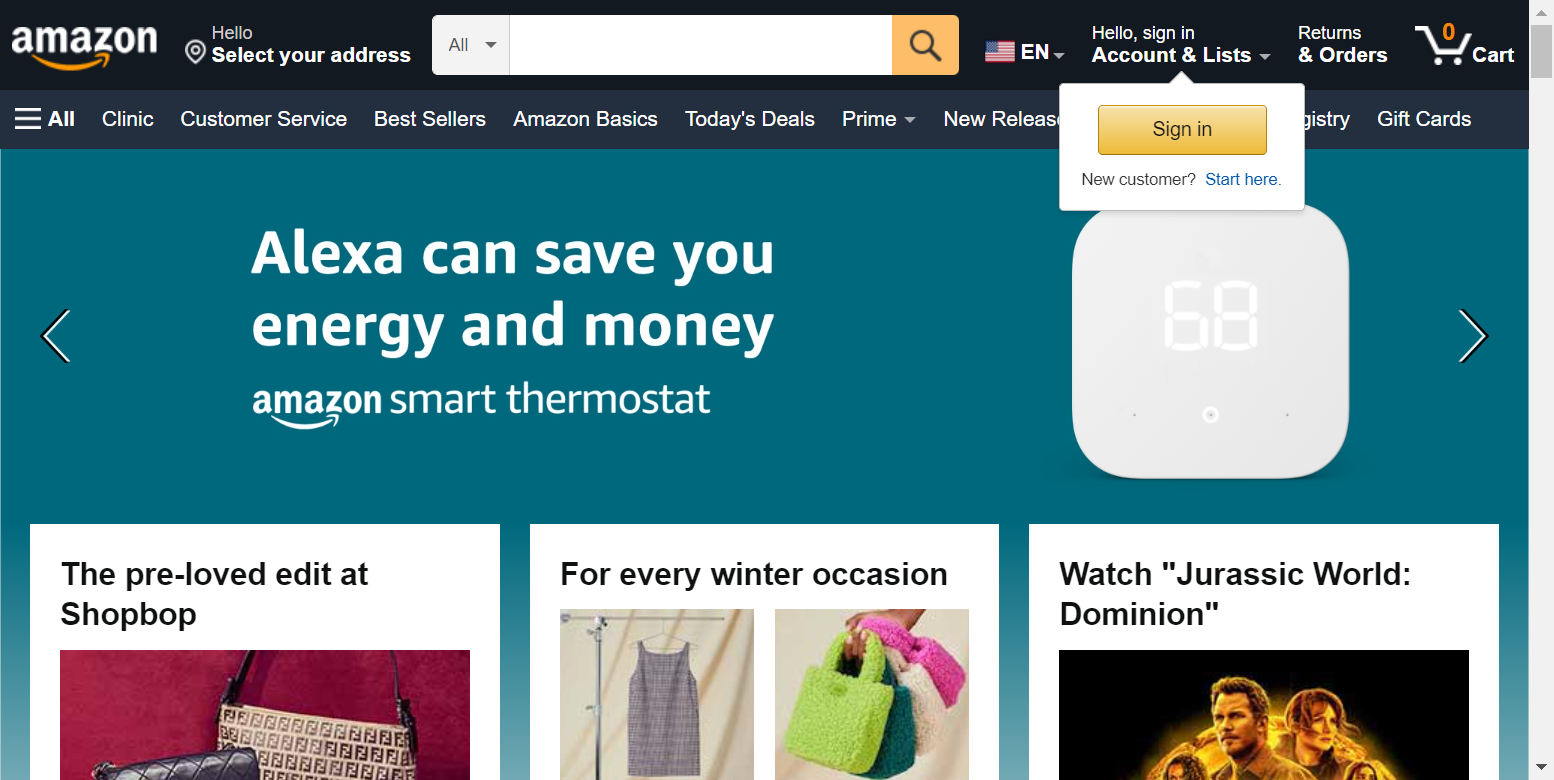 amazon
Hello
Select your address
All
EN
Hello, sign in
Account & Lists
Returns
& Orders
0
Cart
All
Clinic
Customer Service
Best Sellers
Amazon Basics
Today's Deals
Prime
New Releas
gistry
Gift Cards
Sign in
New customer? Start here.
Alexa can save you
energy and money
amazon smart thermostat
68
The pre-loved edit at
Shopbop
For every winter occasion
Watch "Jurassic World:
Dominion"